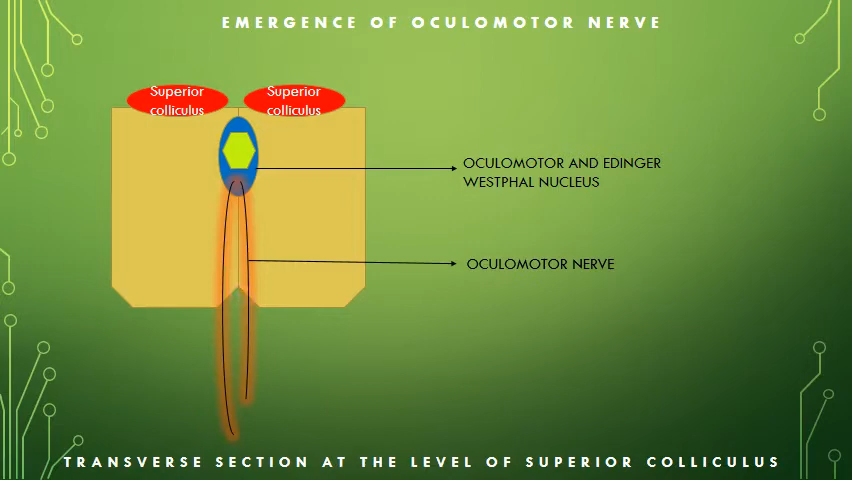 EMERGENCE OF OCULOMOTOR NERVE
Superior
colliculus
Superior
colliculus
OCULOMOTOR AND EDINGER
WESTPHAL NUCLEUS
OCULOMOTOR NERVE
TRANSVERSE SECTION AT THE LEVEL OF SUPERIOR COLLICULUS